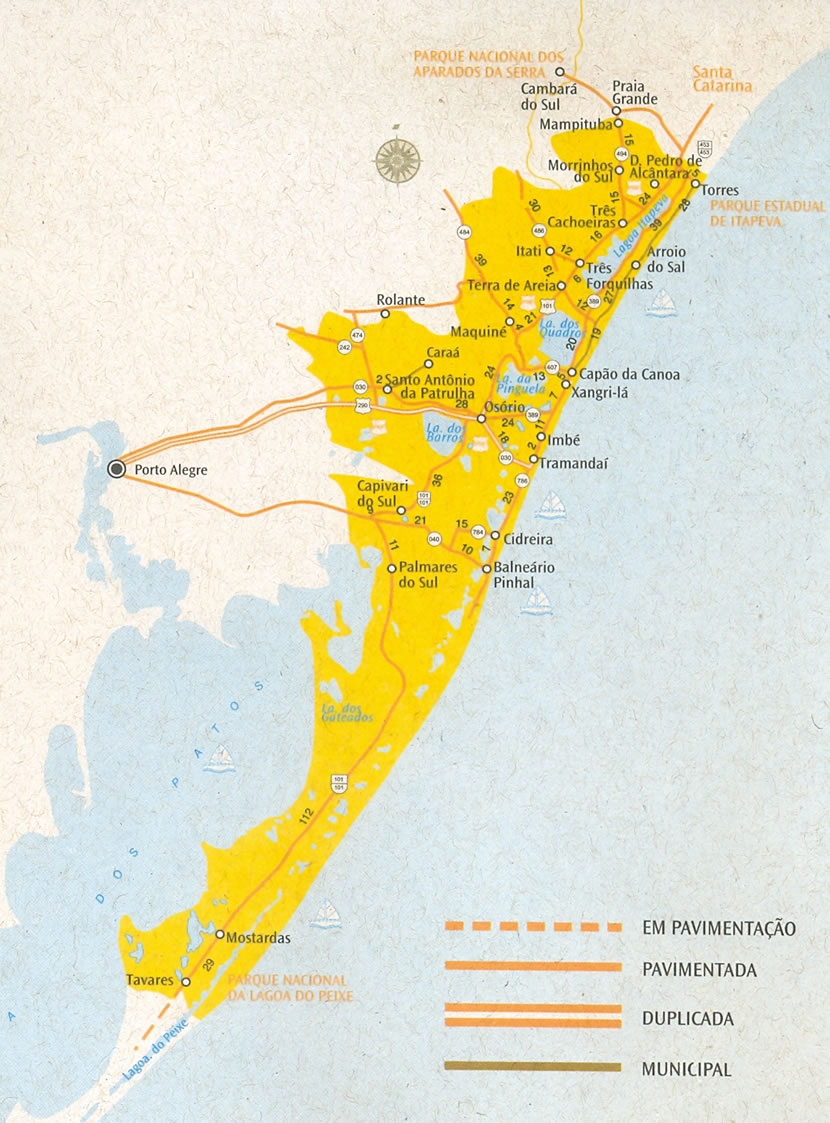 PARQUE NACIONAL DOS
APARADOS DA SERRA
Santa
Catarina
Cambará
do Sul
Praia
Grande
Mampituba
15
494
453
453
Morrinhos
do Sul
D. Pedro de
Alcântara
5
Torres
PARQUE ESTADUAL
DE ITAPEVA
15
24
28
30
Três
Cachoeiras
Lagoa Itapeva
39
484
486
16
Itati
12
Arroio
do Sal
39
13
Três
Forquilhas
6
Terra de Areia
Rolante
14
21
101
12
389
27
Maquiné
4
La. dos
Quadros
19
474
242
Caraá
20
24
407
13
La. da
Pinguela
5
Capão da Canoa
030
2
Santo Antônio
da Patrulha
Xangri-lá
7
290
28
Osório
389
24
11
La. dos
Barros
18
Imbé
2
030
Tramandaí
Porto Alegre
36
786
Capivari
do Sul
101
101
23
9
21
15
784
Cidreira
040
10
7
11
Palmares
do Sul
Balneário
Pinhal
La. dos
Gateados
A
DOS
PATOS
101
101
112
Mostardas
29
Tavares
PARQUE NACIONAL
DA LAGOA DO PEIXE
Lagoa. do Peixe
EM PAVIMENTAÇÃO
PAVIMENTADA
DUPLICADA
MUNICIPAL